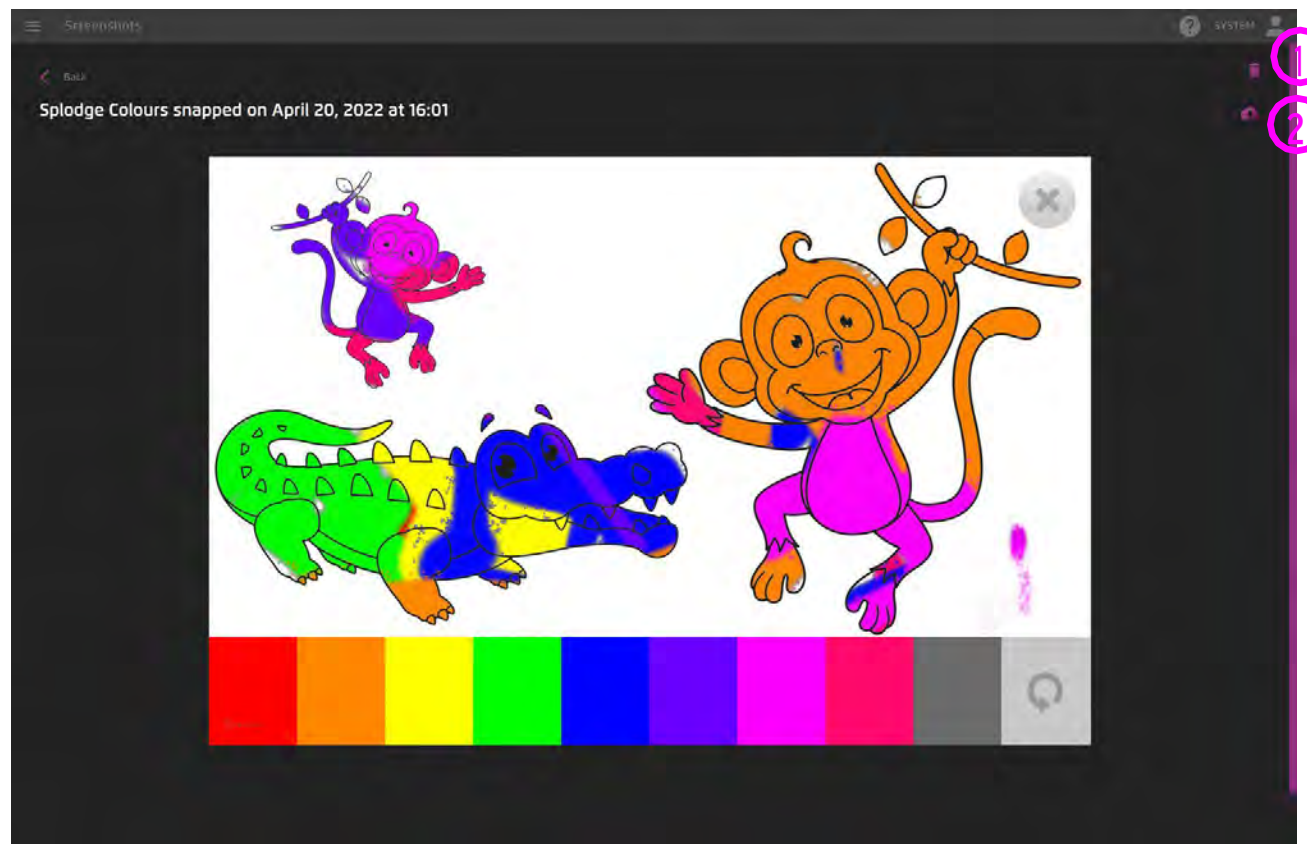 Screenshots
SYSTEM
1
Back
Splodge Colours snapped on April 20, 2022 at 16:01
2